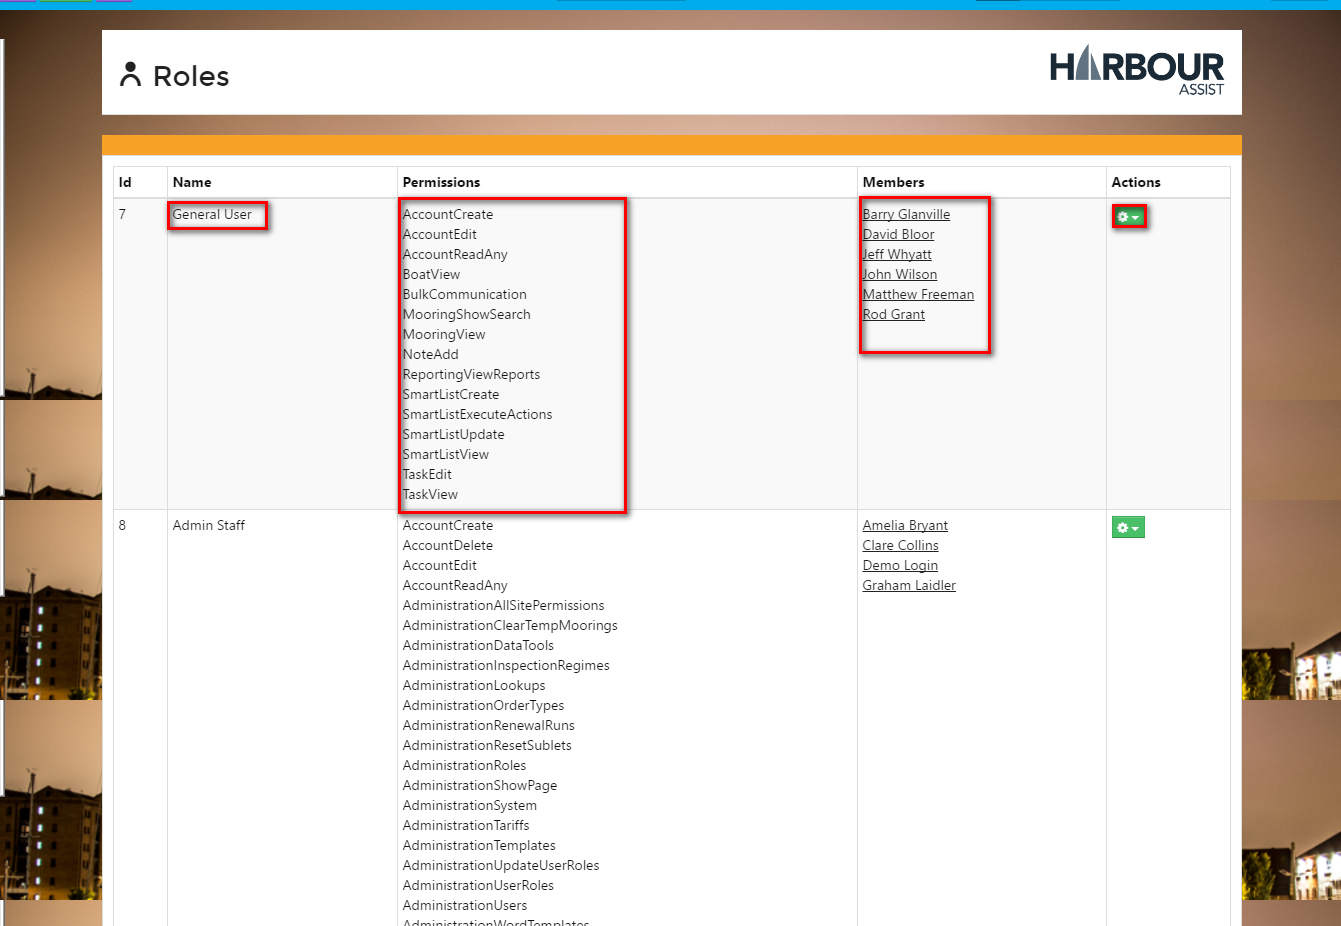 Roles
HARBOUR
ASSIST
Id Name Permissions Members Actions
7 General User AccountCreate Barry Glanville
AccountEdit David Bloor
AccountReadAny Jeff Whyatt
BoatView John Wilson
BulkCommunication Matthew Freeman
MooringShowSearch Rod Grant
MooringView
NoteAdd
ReportingViewReports
SmartListCreate
SmartListExecuteActions
SmartListUpdate
SmartListView
TaskEdit
TaskView
8 Admin Staff AccountCreate Amelia Bryant
AccountDelete Clare Collins
AccountEdit Demo Login
AccountReadAny Graham Laidler
AdministrationAllSitePermissions
AdministrationClearTempMoorings
AdministrationDataTools
AdministrationInspectionRegimes
AdministrationLookups
AdministrationOrderTypes
AdministrationRenewalRuns
AdministrationResetSublets
AdministrationRoles
AdministrationShowPage
AdministrationSystem
AdministrationTariffs
AdministrationTemplates
AdministrationUpdateUserRoles
AdministrationUserRoles
AdministrationUsers
AdministrationWordTemplates